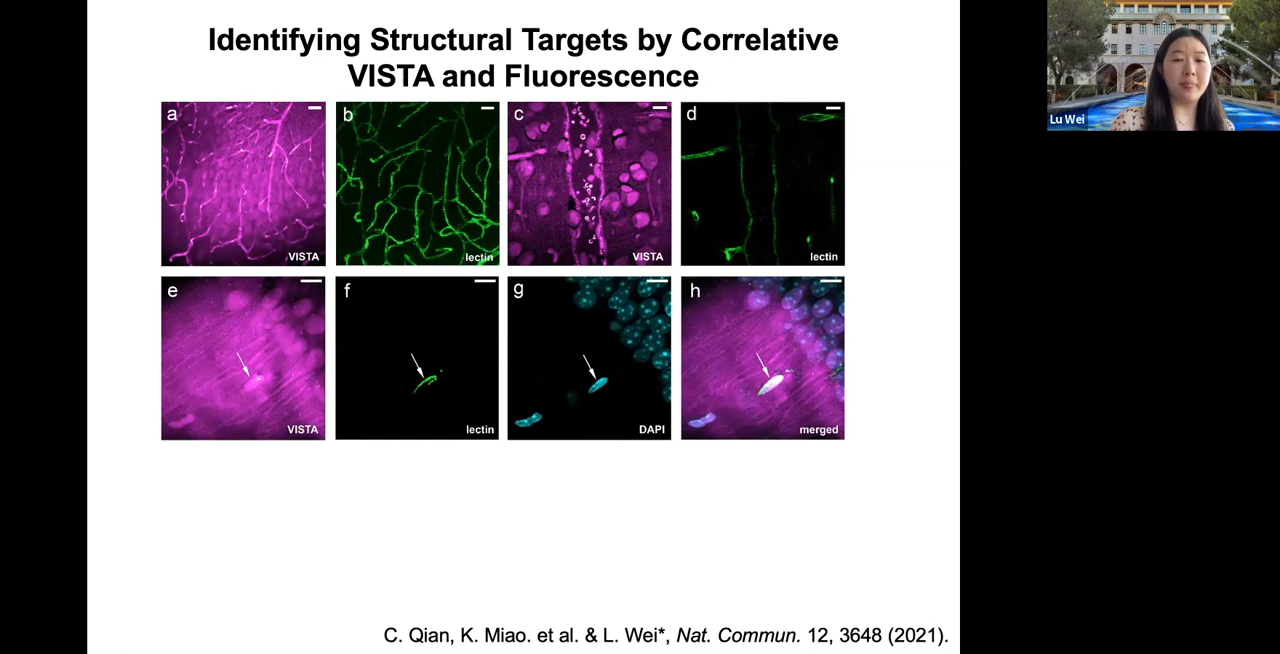 Identifying Structural Targets by Correlative
VISTA and Fluorescence
a
VISTA
b
lectin
c
VISTA
d
lectin
e
VISTA
f
lectin
g
DAPI
h
merged
C. Qian, K. Miao. et al. & L. Wei*, Nat. Commun. 12, 3648 (2021).
Lu Wei